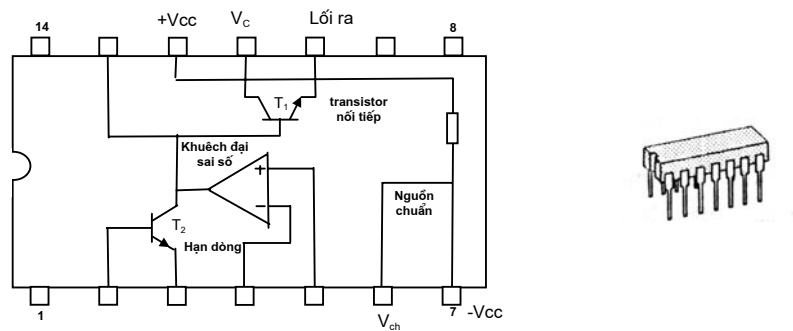 +Vcc
V_C
Lối ra
14
8
T₁
transistor
nối tiếp
Khuêch đại
sai số
+
−
Nguồn
chuẩn
T₂
Hạn dòng
1
7
-Vcc
V_ch